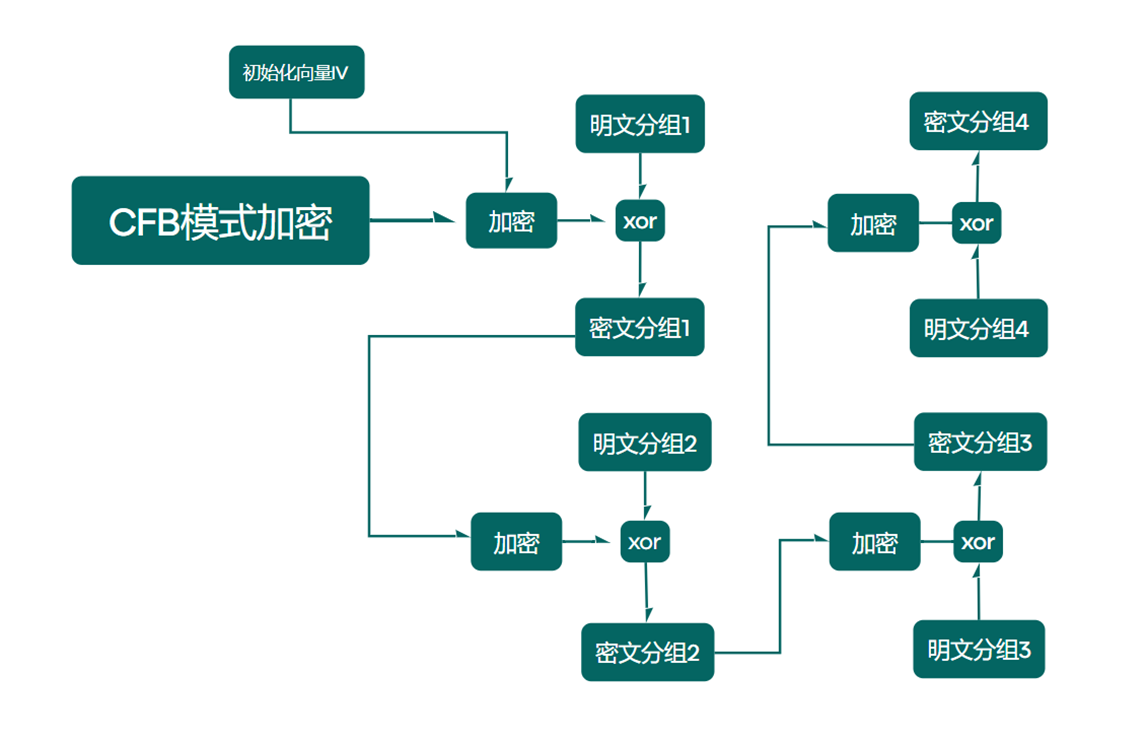 初始化向量IV
CFB模式加密
加密
明文分组1
xor
密文分组1
加密
明文分组2
xor
密文分组2
加密
明文分组3
xor
密文分组3
加密
明文分组4
xor
密文分组4